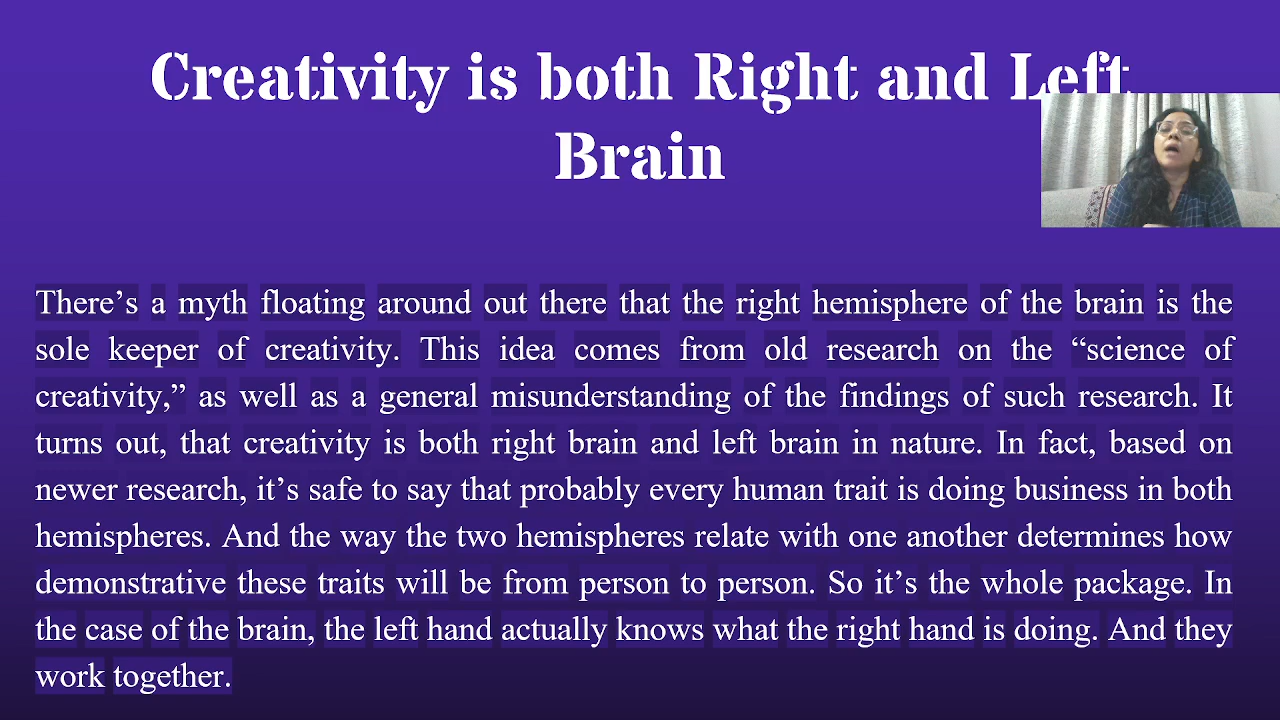 Creativity is both Right and Left
Brain
There’s a myth floating around out there that the right hemisphere of the brain is the
sole keeper of creativity. This idea comes from old research on the “science of
creativity,” as well as a general misunderstanding of the findings of such research. It
turns out, that creativity is both right brain and left brain in nature. In fact, based on
newer research, it’s safe to say that probably every human trait is doing business in both
hemispheres. And the way the two hemispheres relate with one another determines how
demonstrative these traits will be from person to person. So it’s the whole package. In
the case of the brain, the left hand actually knows what the right hand is doing. And they
work together.